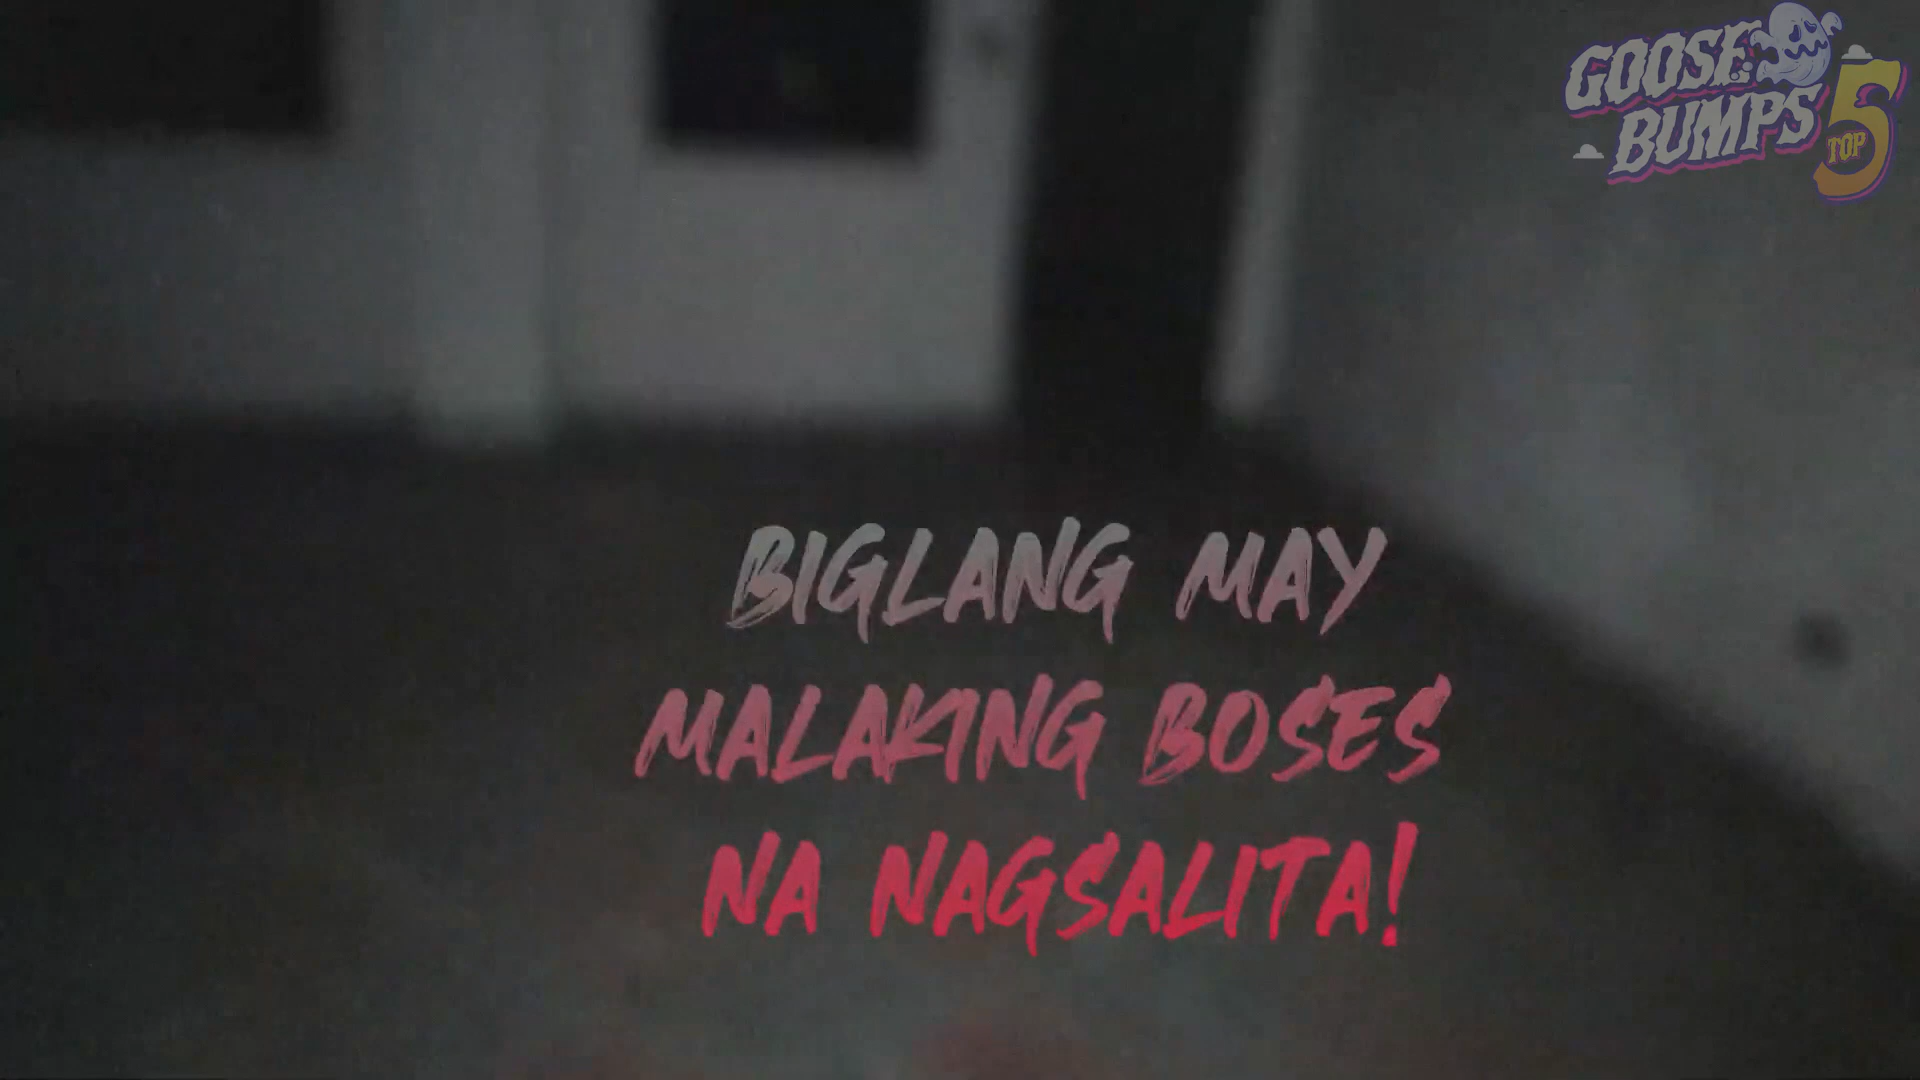 GOOSE
BUMPS
TOP 5
BIGLANG MAY
MALAKING BOSES
NA NAGSALITA!